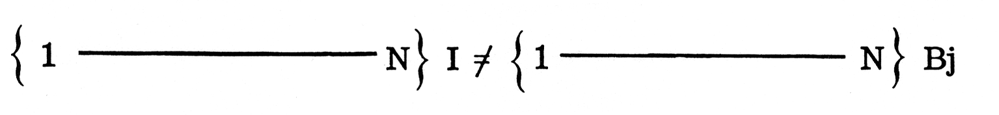 { 1 ———— N} I ≠ {1 ———— N} Bj